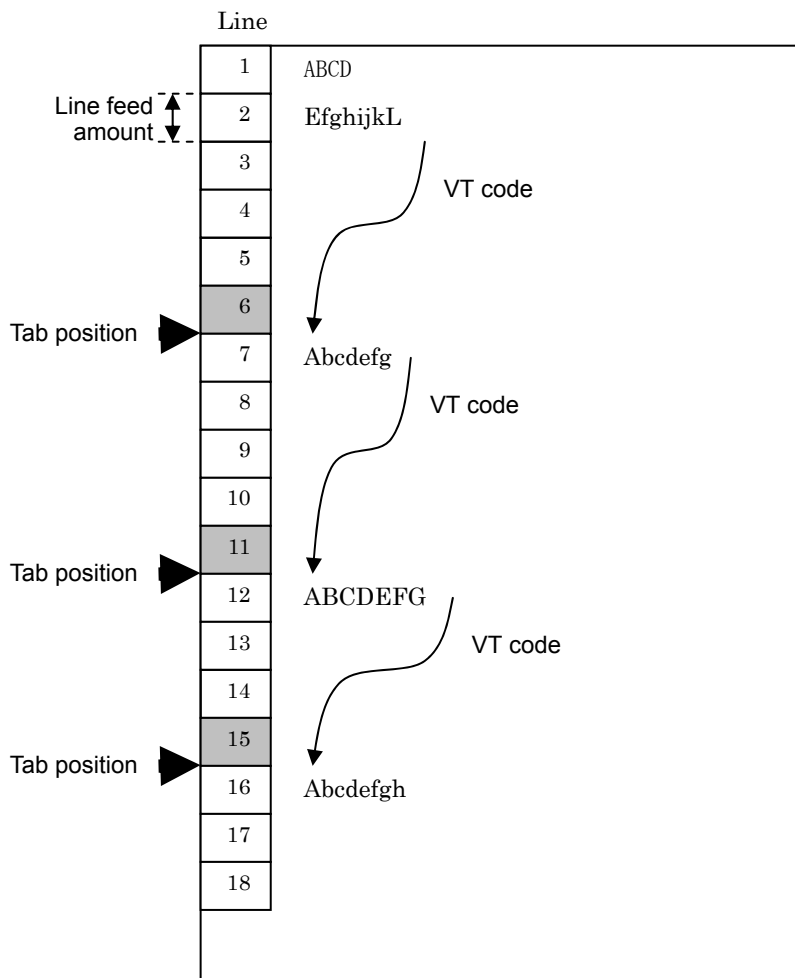 Line
1 ABCD
Line feed
amount
2 EfghijkL
3
VT code
4
5
6
Tab position
7 Abcdefg
8
VT code
9
10
11
Tab position
12 ABCDEFG
13
VT code
14
15
Tab position
16 Abcdefgh
17
18